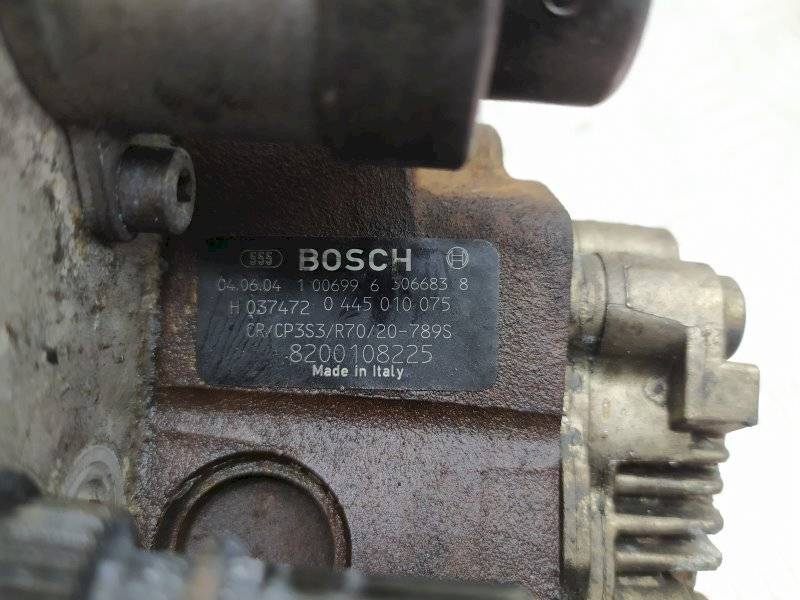 555 BOSCH
04.06.04 1 00699 6 306683 8
H 037472 0 445 010 075
CR/CP3S3/R70/20-789S
8200108225
Made in Italy